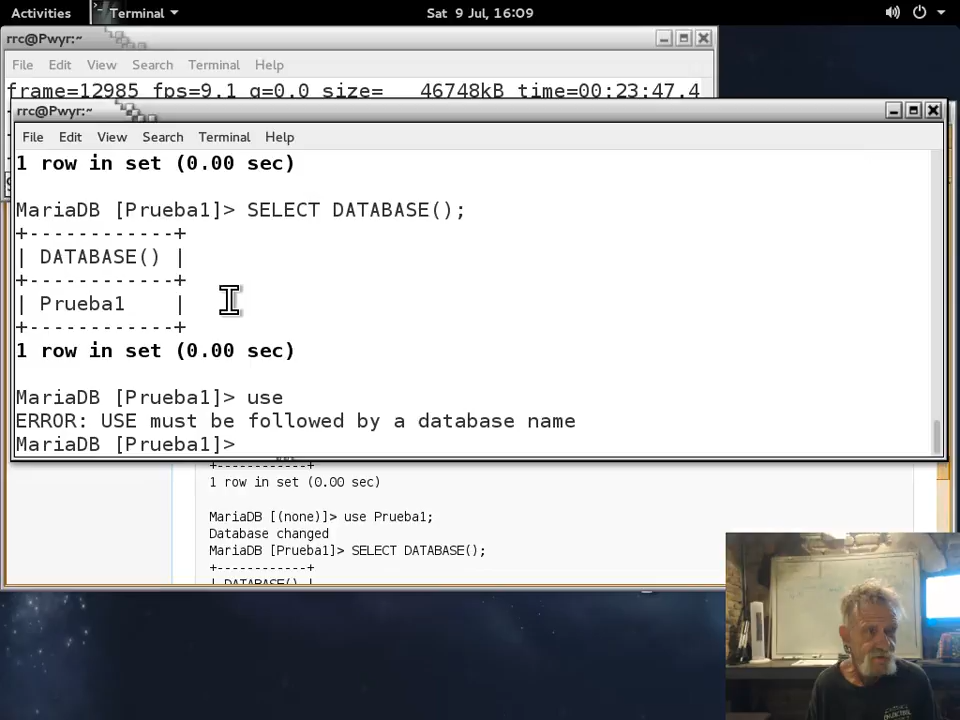 Activities Terminal Sat 9 Jul, 16:09
rrc@Pwyr:~
File Edit View Search Terminal Help
frame=12985 fps=9.1 q=0.0 size= 46748kB time=00:23:47.4
rrc@Pwyr:~
File Edit View Search Terminal Help
1 row in set (0.00 sec)
MariaDB [Prueba1]> SELECT DATABASE();
+------------+
| DATABASE() |
+------------+
| Prueba1 |
+------------+
1 row in set (0.00 sec)
MariaDB [Prueba1]> use
ERROR: USE must be followed by a database name
MariaDB [Prueba1]>
+------------+
1 row in set (0.00 sec)
MariaDB [(none)]> use Prueba1;
Database changed
MariaDB [Prueba1]> SELECT DATABASE();
+------------+
| DATABASE() |